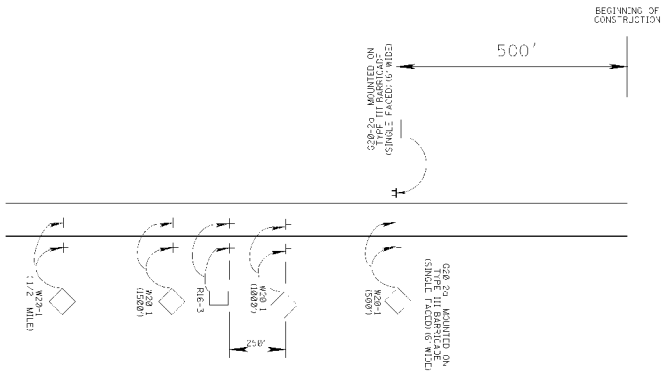 BEGINNING OF
CONSTRUCTION
500'
G20-2a MOUNTED ON
TYPE III BARRICADE
(SINGLE FACED)(6' WIDE)
W20-1
(1/2 MILE)
W20-1
(1500')
R16-3
W20-1
(1000')
250'
W20-1
(500')
G20-2a MOUNTED ON
TYPE III BARRICADE
(SINGLE FACED)(6' WIDE)